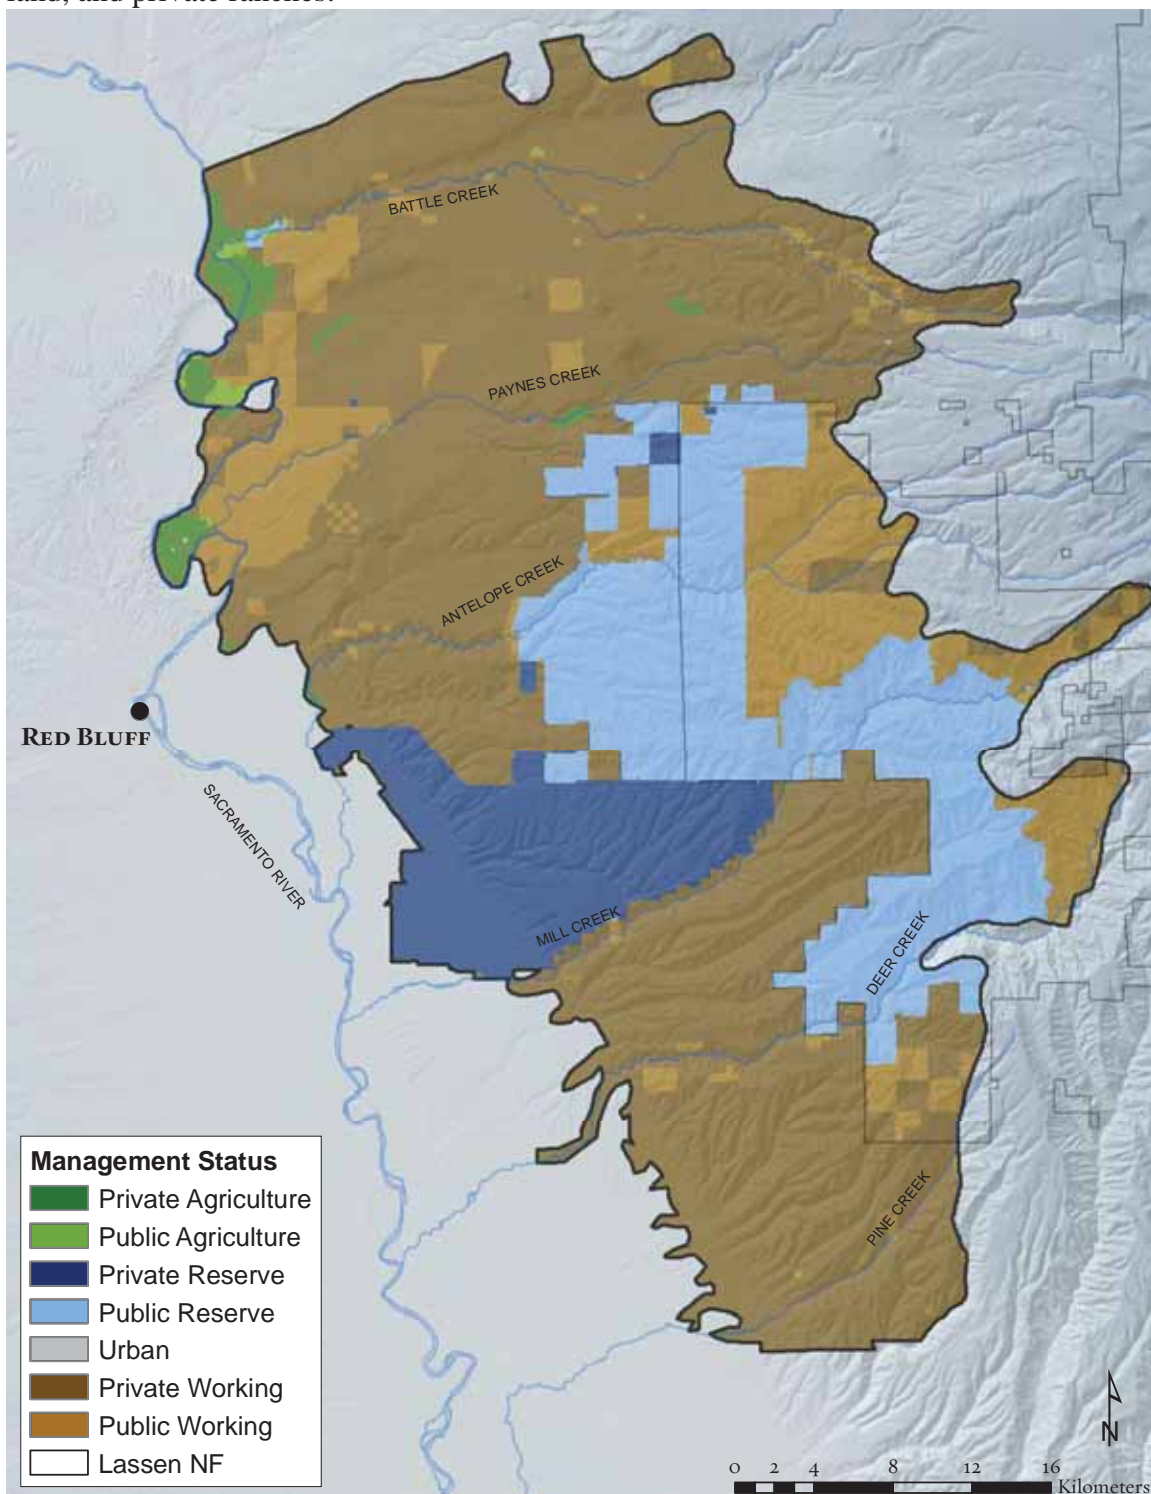 land, and private ranches.
BATTLE CREEK
PAYNES CREEK
ANTELOPE CREEK
RED BLUFF
SACRAMENTO RIVER
MILL CREEK
DEER CREEK
PINE CREEK
Management Status
Private Agriculture
Public Agriculture
Private Reserve
Public Reserve
Urban
Private Working
Public Working
Lassen NF
N
0 2 4 8 12 16
Kilometers